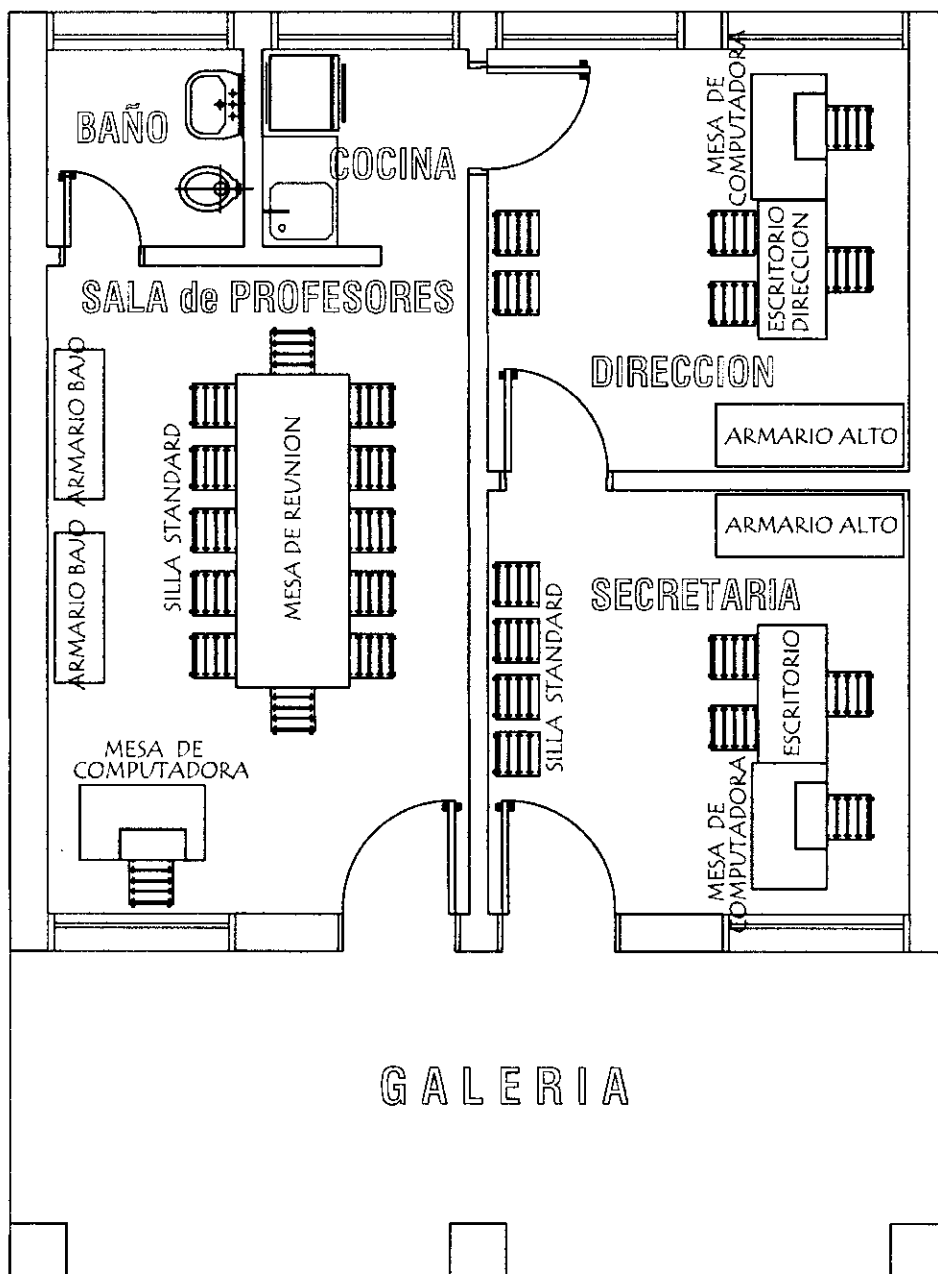 BAÑO
COCINA
MESA DE
COMPUTADORA
ESCRITORIO
DIRECCION
SALA de PROFESORES
DIRECCION
ARMARIO BAJO
ARMARIO BAJO
SILLA STANDARD
MESA DE REUNION
ARMARIO ALTO
ARMARIO ALTO
SECRETARIA
SILLA STANDARD
ESCRITORIO
MESA DE
COMPUTADORA
MESA DE
COMPUTADORA
GALERIA